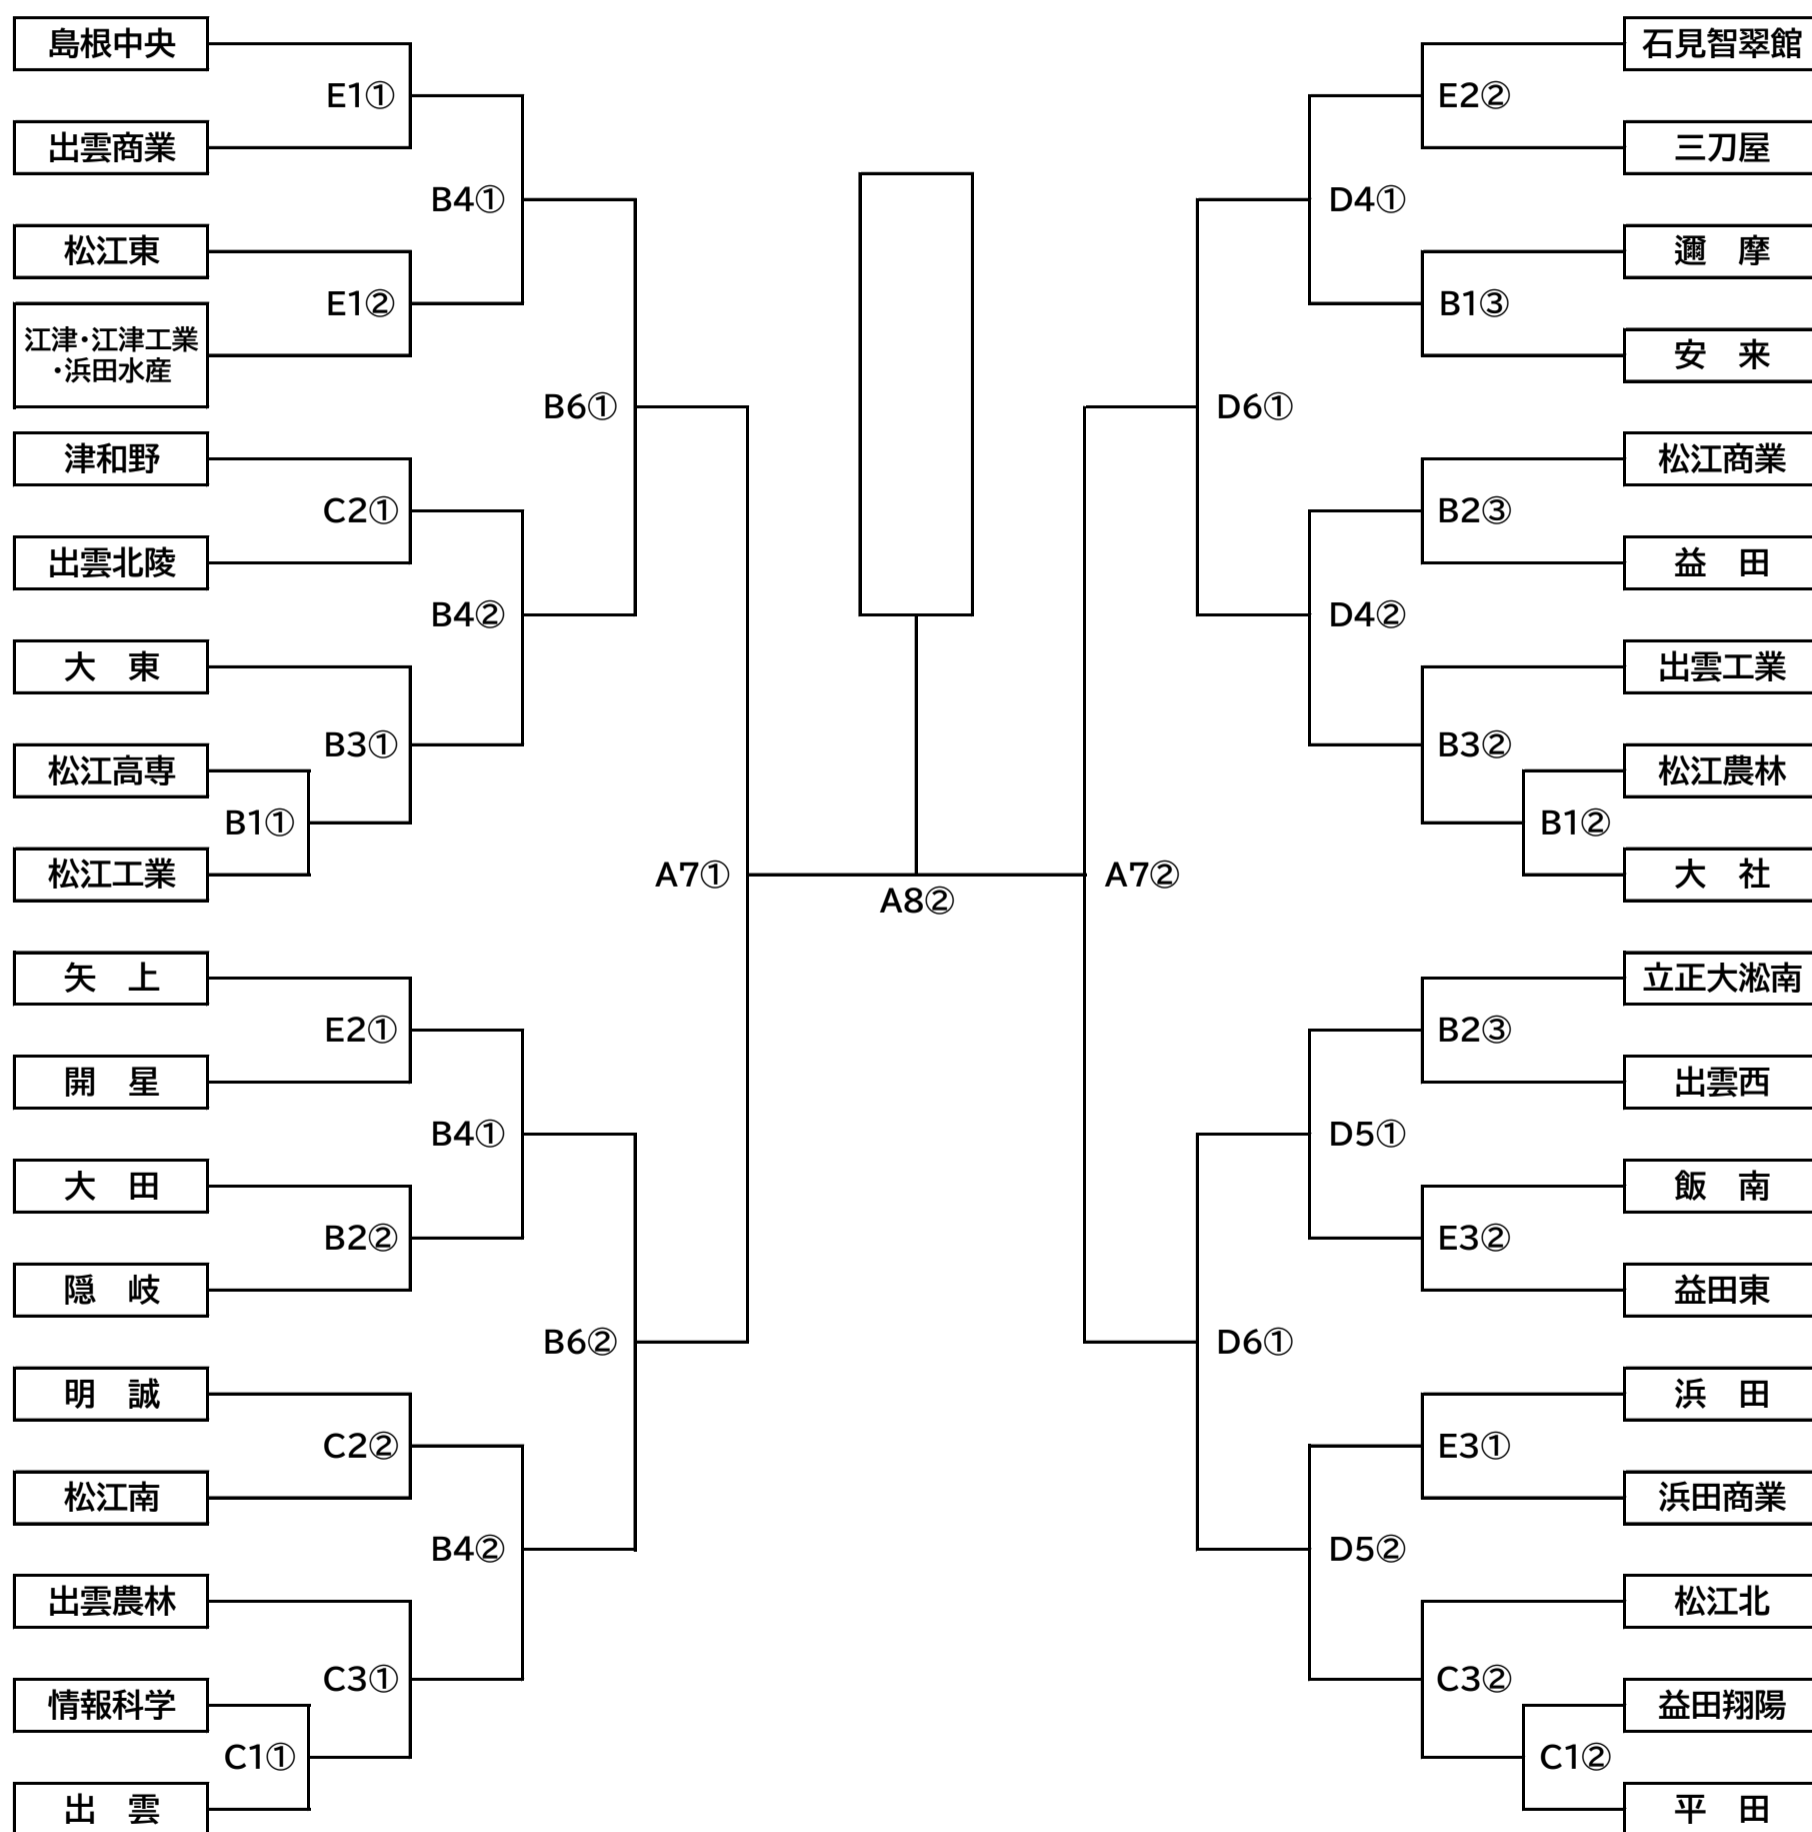 島根中央
E1①
出雲商業
B4①
松江東
E1②
江津・江津工業
・浜田水産
B6①
津和野
C2①
出雲北陵
B4②
大　東
B3①
松江高専
B1①
松江工業
A7①
矢　上
E2①
開　星
B4①
大　田
B2②
隠　岐
B6②
明　誠
C2②
松江南
B4②
出雲農林
C3①
情報科学
C1①
出　雲
A8②
石見智翠館
E2②
三刀屋
D4①
邇　摩
B1③
安　来
D6①
松江商業
B2③
益　田
D4②
出雲工業
B3②
松江農林
B1②
大　社
A7②
立正大淞南
B2③
出雲西
D5①
飯　南
E3②
益田東
D6①
浜　田
E3①
浜田商業
D5②
松江北
C3②
益田翔陽
C1②
平　田